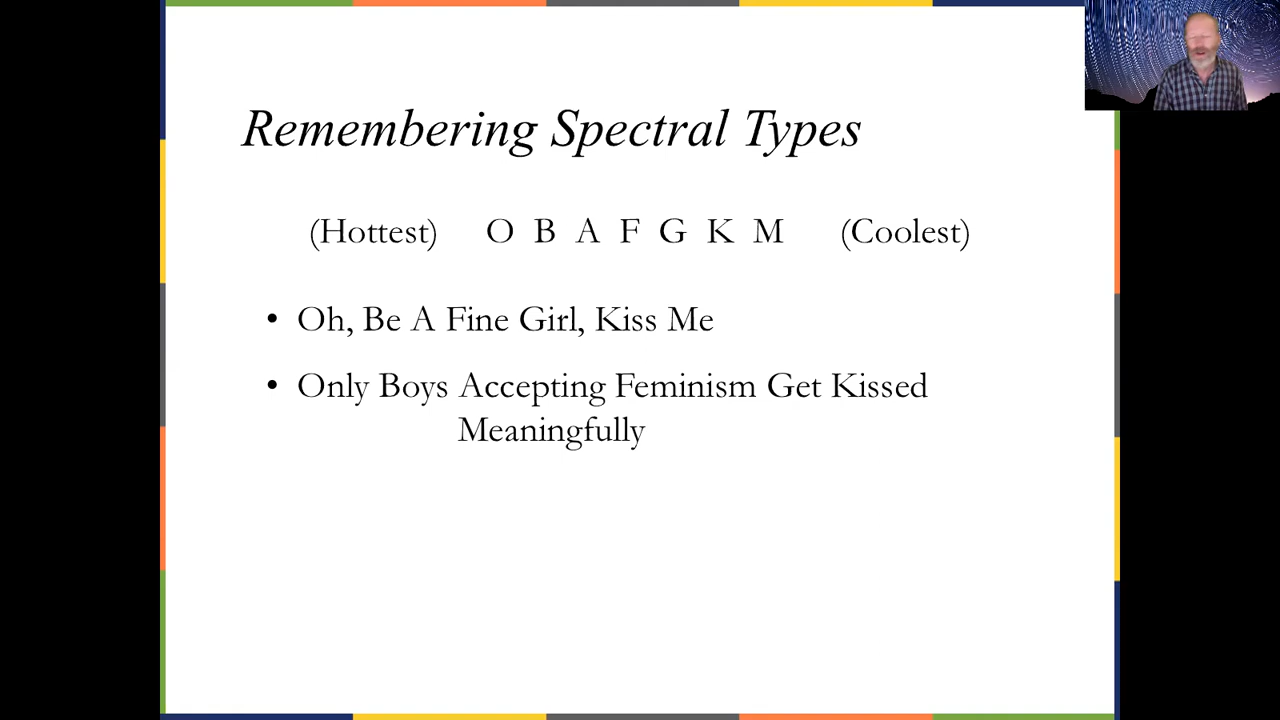 Remembering Spectral Types
(Hottest) O B A F G K M (Coolest)
• Oh, Be A Fine Girl, Kiss Me
• Only Boys Accepting Feminism Get Kissed
Meaningfully